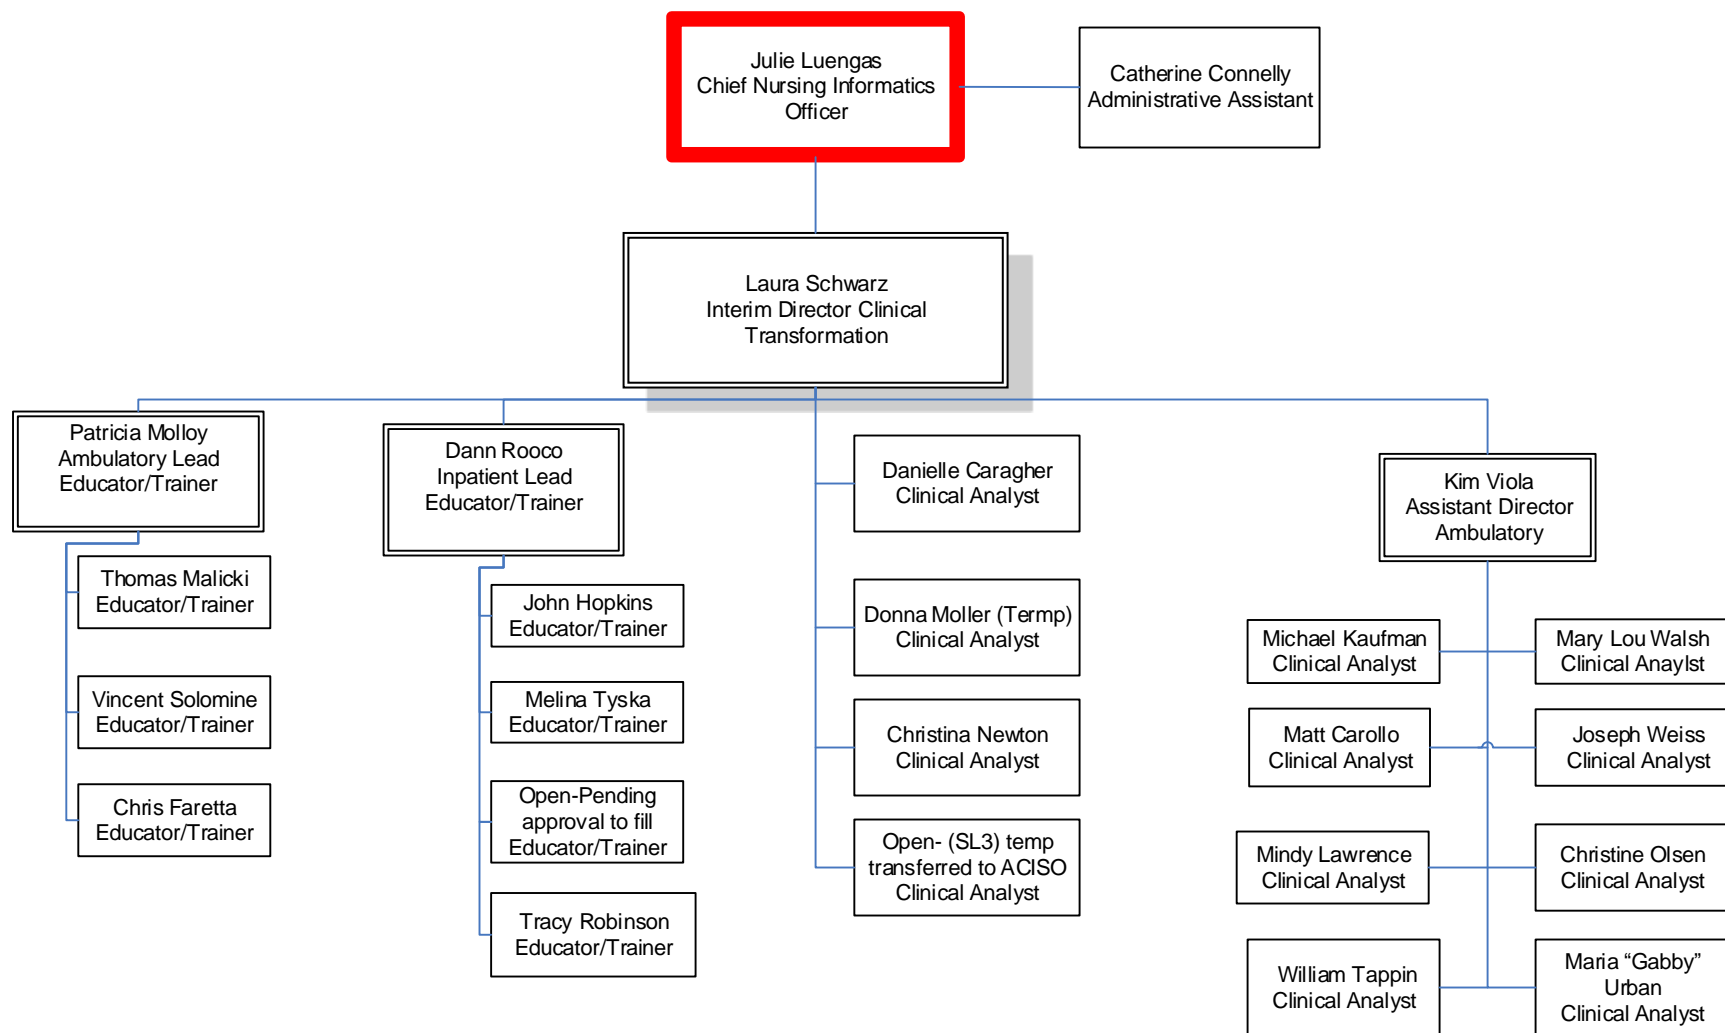 Julie Luengas
Chief Nursing Informatics
Officer
Catherine Connelly
Administrative Assistant
Laura Schwarz
Interim Director Clinical
Transformation
Patricia Molloy
Ambulatory Lead
Educator/Trainer
Thomas Malicki
Educator/Trainer
Vincent Solomine
Educator/Trainer
Chris Faretta
Educator/Trainer
Dann Rooco
Inpatient Lead
Educator/Trainer
John Hopkins
Educator/Trainer
Melina Tyska
Educator/Trainer
Open-Pending
approval to fill
Educator/Trainer
Tracy Robinson
Educator/Trainer
Danielle Caragher
Clinical Analyst
Donna Moller (Termp)
Clinical Analyst
Christina Newton
Clinical Analyst
Open- (SL3) temp
transferred to ACISO
Clinical Analyst
Kim Viola
Assistant Director
Ambulatory
Michael Kaufman
Clinical Analyst
Mary Lou Walsh
Clinical Anaylst
Matt Carollo
Clinical Analyst
Joseph Weiss
Clinical Analyst
Mindy Lawrence
Clinical Analyst
Christine Olsen
Clinical Analyst
William Tappin
Clinical Analyst
Maria “Gabby”
Urban
Clinical Analyst